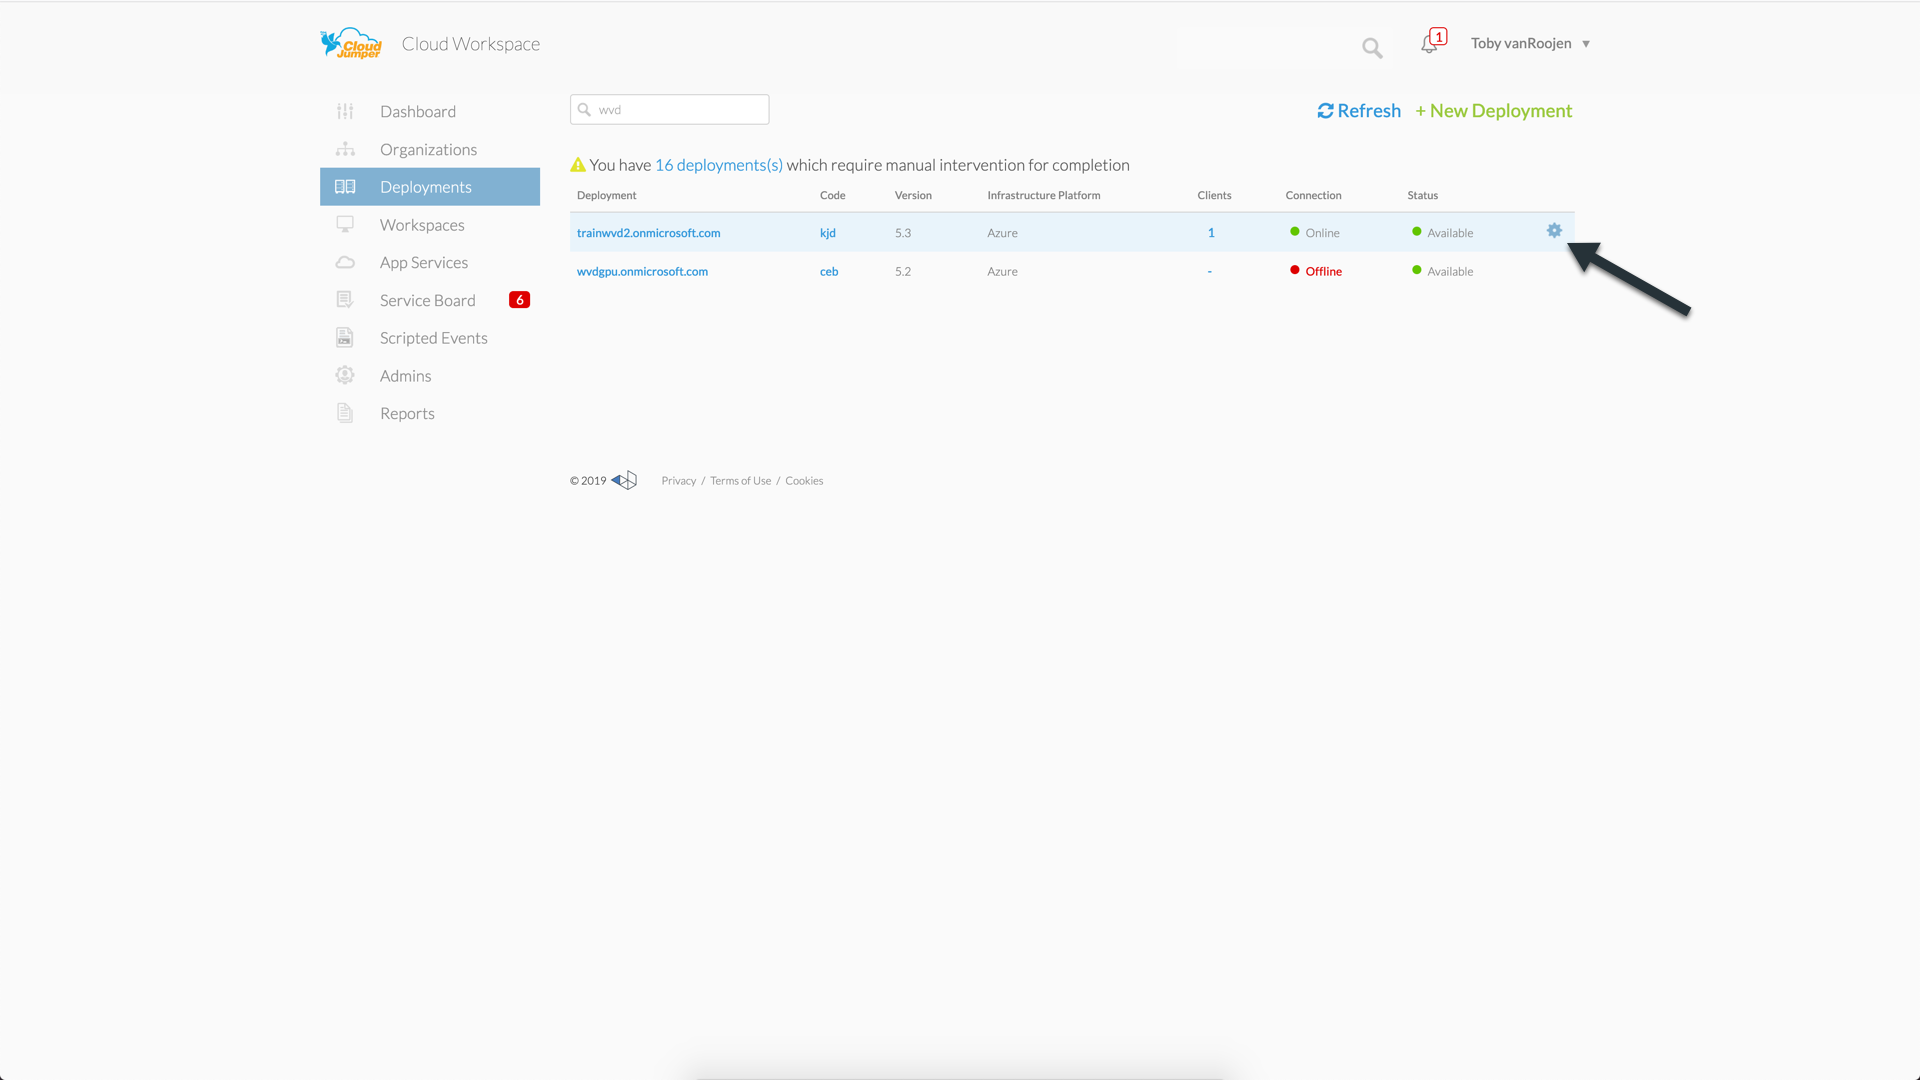 Cloud Jumper Cloud Workspace
1
Toby vanRoojen ▼
wvd
Refresh + New Deployment
You have 16 deployments(s) which require manual intervention for completion
Deployment Code Version Infrastructure Platform Clients Connection Status
trainwvd2.onmicrosoft.com kjd 5.3 Azure 1 Online Available
wvdgpu.onmicrosoft.com ceb 5.2 Azure - Offline Available
Dashboard
Organizations
Deployments
Workspaces
App Services
Service Board 6
Scripted Events
Admins
Reports
© 2019 Privacy / Terms of Use / Cookies